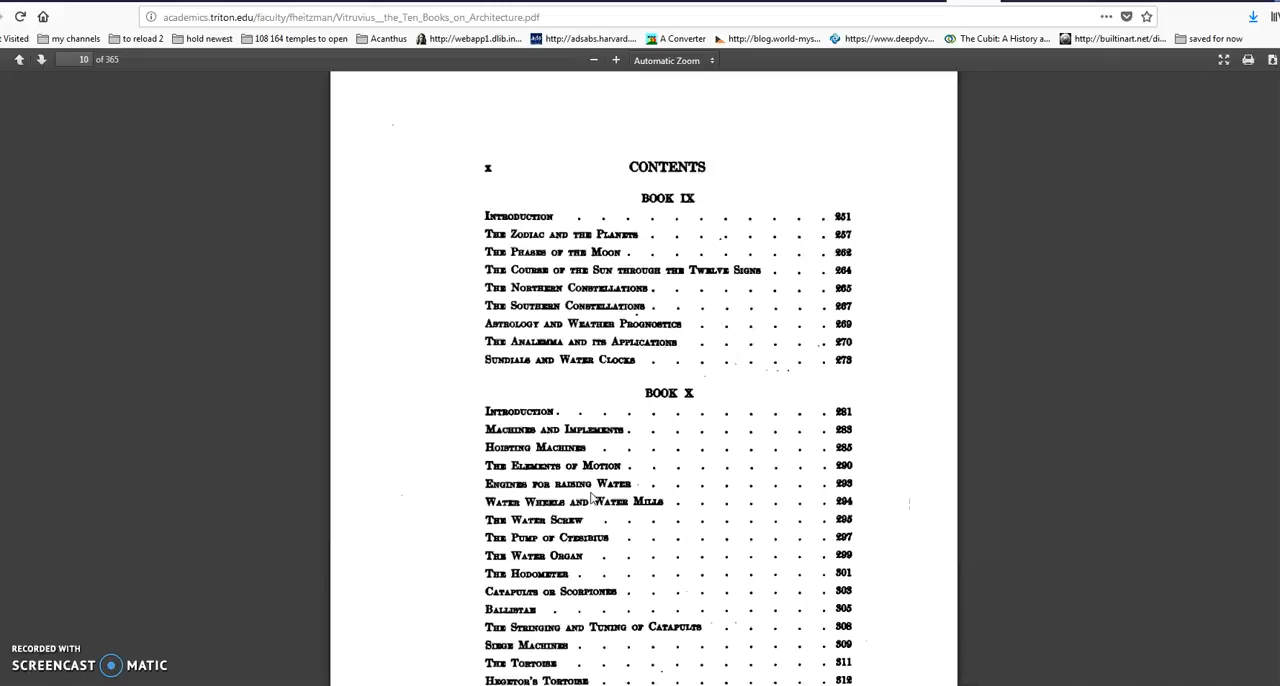 academics.triton.edu/faculty/fheitzman/Vitruvius__the_Ten_Books_on_Architecture.pdf
Visited my channels to reload 2 hold newest 108 164 temples to open Acanthus http://webapp1.dlib.in... http://adsabs.harvard.... A Converter http://blog.world-mys... https://www.deepdyv... The Cubit: A History a... http://builtinart.net/di... saved for now
10 of 365 Automatic Zoom
x CONTENTS
BOOK IX
INTRODUCTION . . . . . . . . . . . 251
THE ZODIAC AND THE PLANETS . . . . . . . . 257
THE PHASES OF THE MOON . . . . . . . . . 262
THE COURSE OF THE SUN THROUGH THE TWELVE SIGNS . . . 264
THE NORTHERN CONSTELLATIONS . . . . . . . . 265
THE SOUTHERN CONSTELLATIONS . . . . . . . . 267
ASTROLOGY AND WEATHER PROGNOSTICS . . . . . . 269
THE ANALEMMA AND ITS APPLICATIONS . . . . . . 270
SUNDIALS AND WATER CLOCKS . . . . . . . . 273
BOOK X
INTRODUCTION . . . . . . . . . . . . 281
MACHINES AND IMPLEMENTS . . . . . . . . . 283
HOISTING MACHINES . . . . . . . . . . 285
THE ELEMENTS OF MOTION . . . . . . . . . 290
ENGINES FOR RAISING WATER . . . . . . . . 293
WATER WHEELS AND WATER MILLS . . . . . . . 294
THE WATER SCREW . . . . . . . . . . 295
THE PUMP OF CTESIBIUS . . . . . . . . . 297
THE WATER ORGAN . . . . . . . . . . 299
THE HODOMETER . . . . . . . . . . . 301
CATAPULTS OR SCORPIONES . . . . . . . . . 303
BALLISTAE . . . . . . . . . . . . 305
THE STRINGING AND TUNING OF CATAPULTS . . . . . 308
SIEGE MACHINES . . . . . . . . . . . 309
THE TORTOISE . . . . . . . . . . . 311
HEGETOR'S TORTOISE . . . . . . . . . . 312
RECORDED WITH
SCREENCAST MATIC